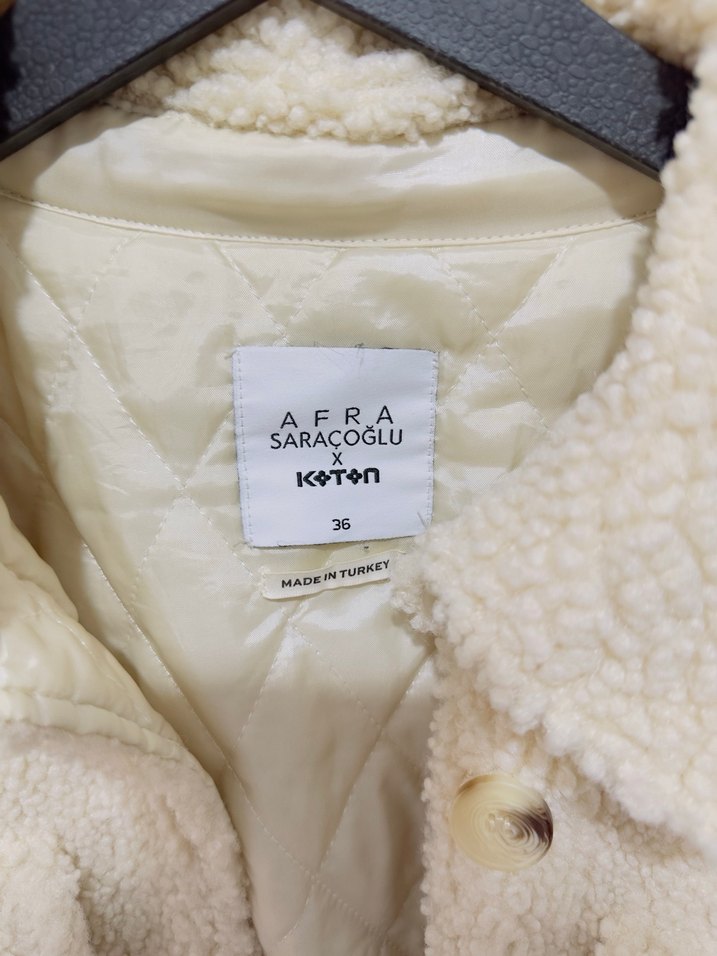 AFRA
SARAÇOĞLU
X
KOTON
36
MADE IN TURKEY